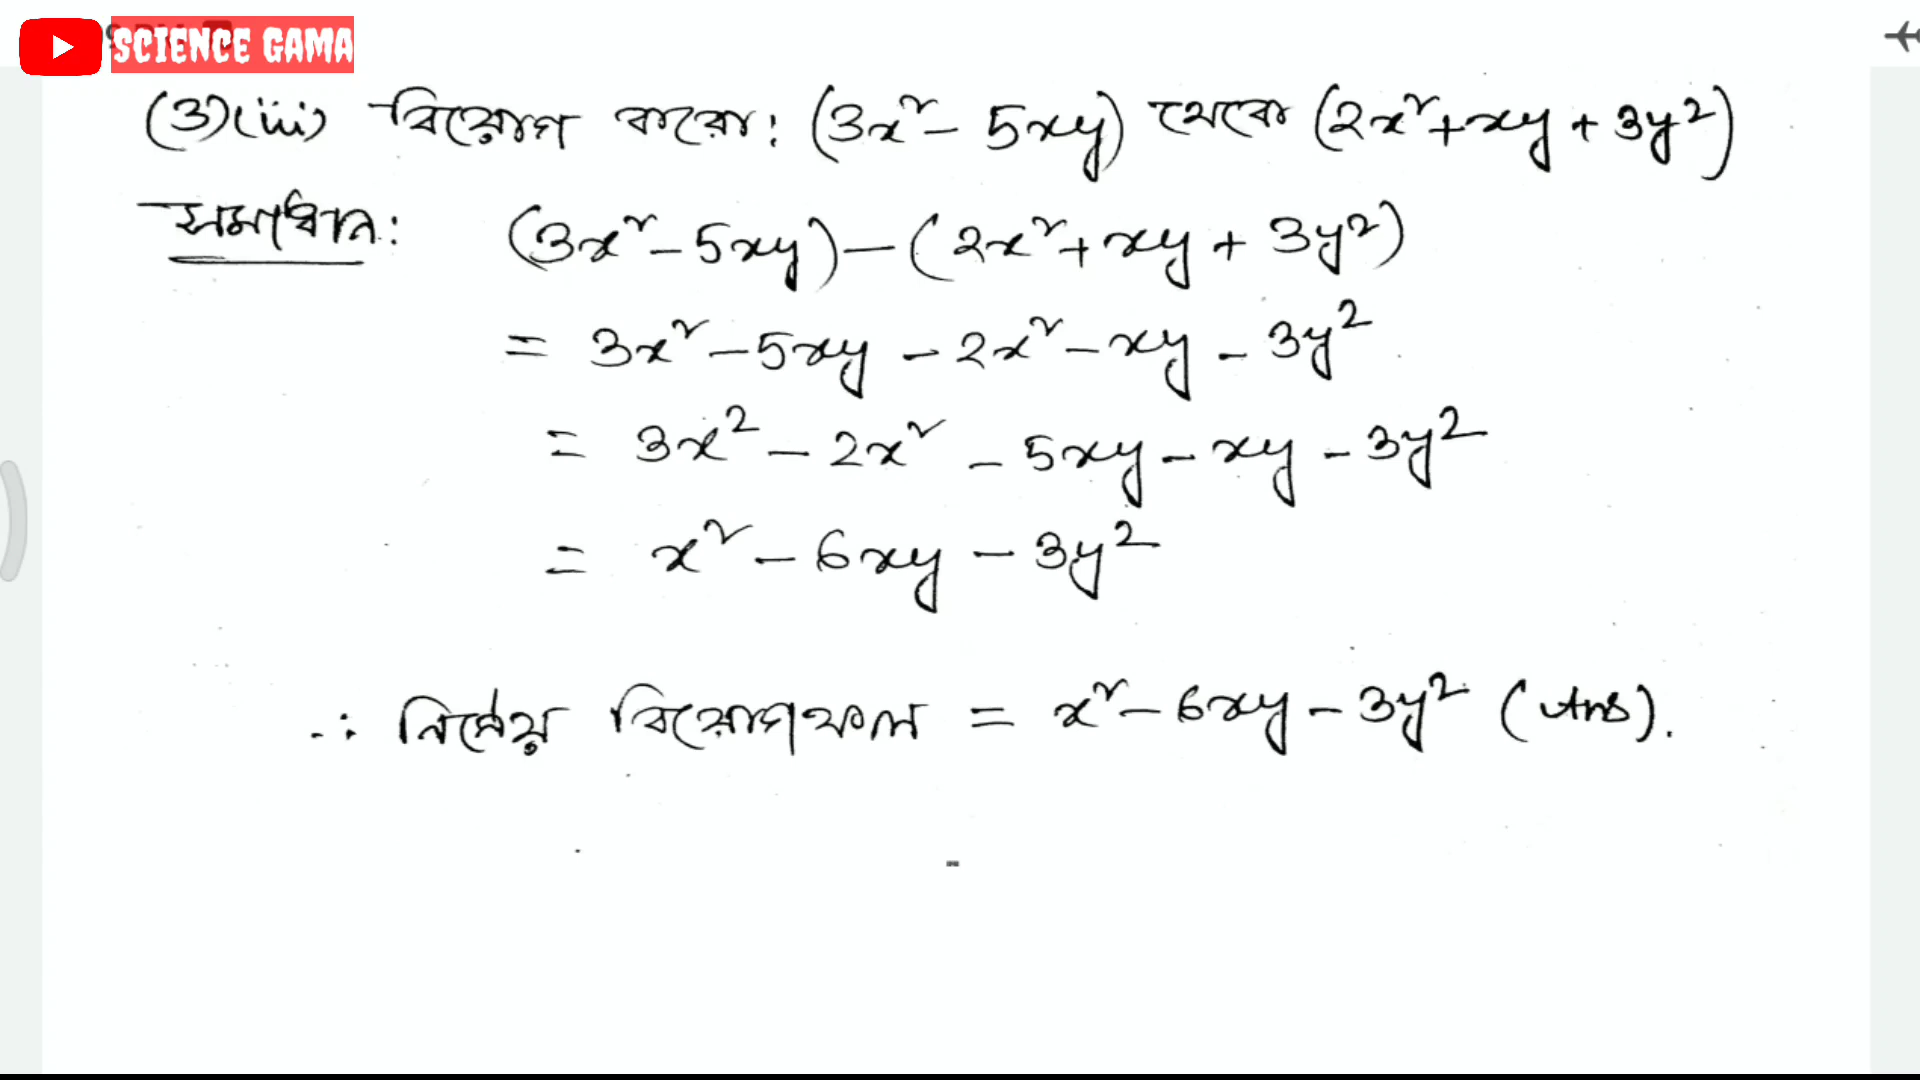 SCIENCE GAMA
(3)(iii) বিয়োগ করো: (3x² - 5xy) থেকে (2x² + xy + 3y²)
সমাধান: (3x² - 5xy) - (2x² + xy + 3y²)
= 3x² - 5xy - 2x² - xy - 3y²
= 3x² - 2x² - 5xy - xy - 3y²
= x² - 6xy - 3y²
∴ নির্ণেয় বিয়োগফল = x² - 6xy - 3y² (Ans).